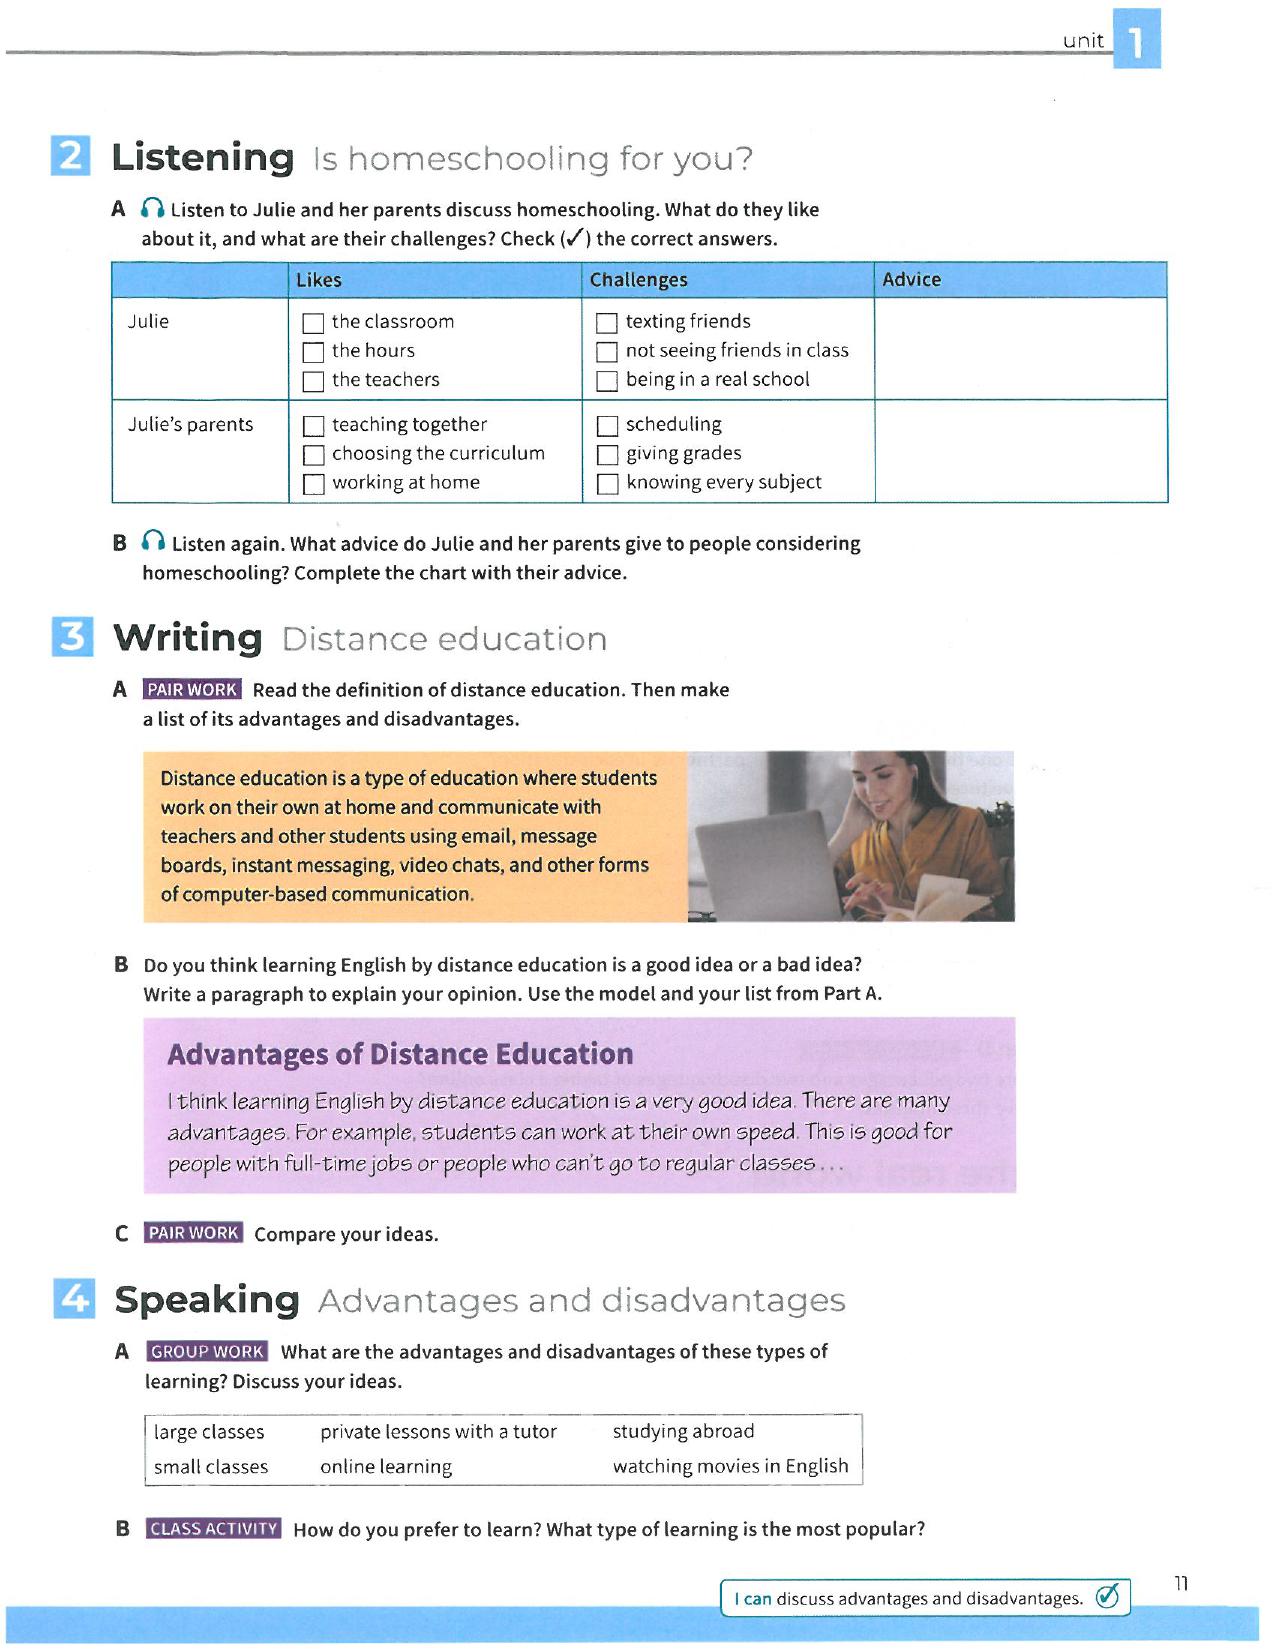 unit 1
2 Listening Is homeschooling for you?
A Listen to Julie and her parents discuss homeschooling. What do they like
about it, and what are their challenges? Check (✓) the correct answers.
Likes Challenges Advice
Julie the classroom texting friends
the hours not seeing friends in class
the teachers being in a real school
Julie's parents teaching together scheduling
choosing the curriculum giving grades
working at home knowing every subject
B Listen again. What advice do Julie and her parents give to people considering
homeschooling? Complete the chart with their advice.
3 Writing Distance education
A PAIR WORK Read the definition of distance education. Then make
a list of its advantages and disadvantages.
Distance education is a type of education where students
work on their own at home and communicate with
teachers and other students using email, message
boards, instant messaging, video chats, and other forms
of computer-based communication.
B Do you think learning English by distance education is a good idea or a bad idea?
Write a paragraph to explain your opinion. Use the model and your list from Part A.
Advantages of Distance Education
I think learning English by distance education is a very good idea. There are many
advantages. For example, students can work at their own speed. This is good for
people with full-time jobs or people who can't go to regular classes ...
C PAIR WORK Compare your ideas.
4 Speaking Advantages and disadvantages
A GROUP WORK What are the advantages and disadvantages of these types of
learning? Discuss your ideas.
large classes private lessons with a tutor studying abroad
small classes online learning watching movies in English
B CLASS ACTIVITY How do you prefer to learn? What type of learning is the most popular?
I can discuss advantages and disadvantages.
11